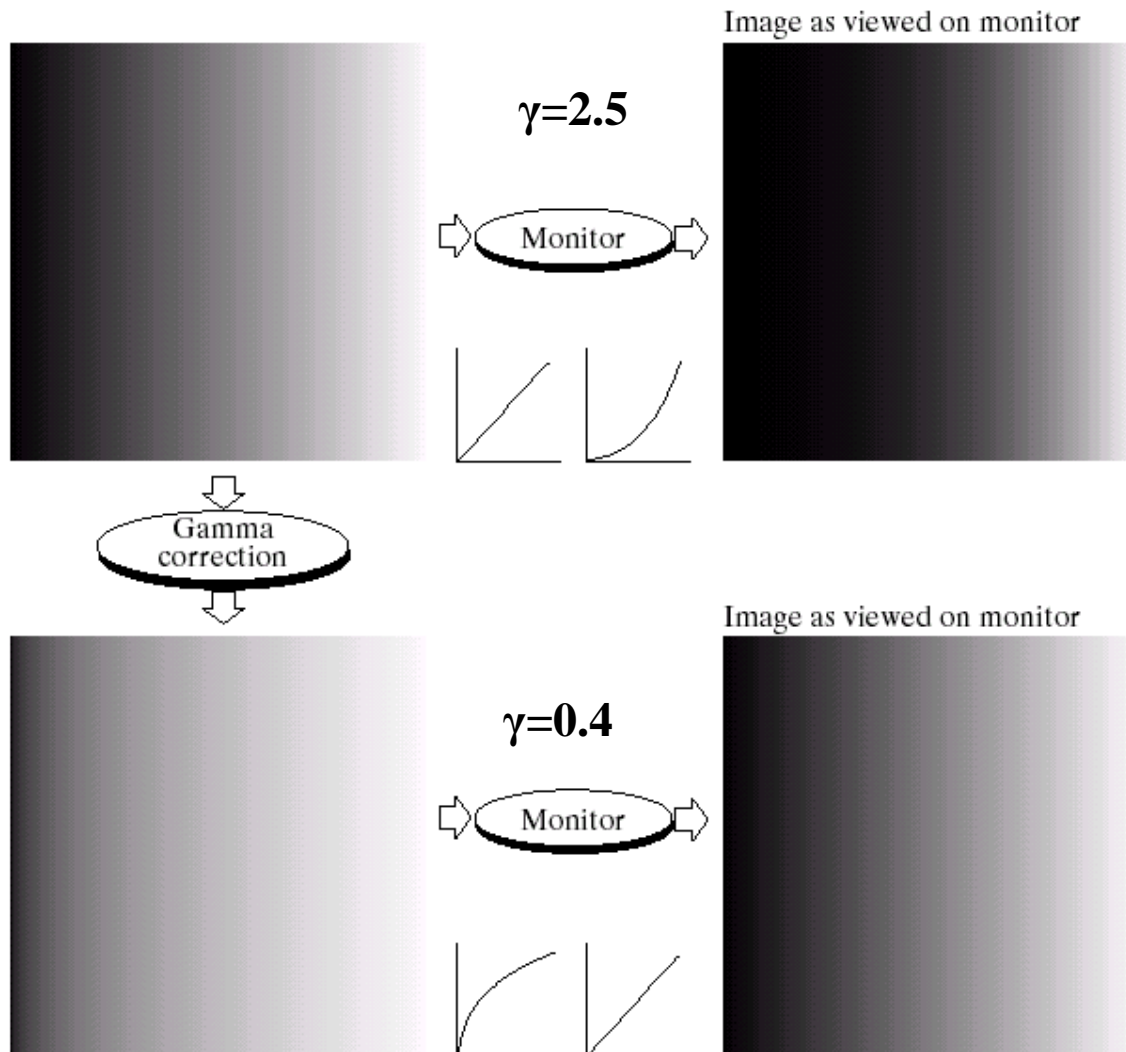 Image as viewed on monitor
γ=2.5
Monitor
Gamma
correction
Image as viewed on monitor
γ=0.4
Monitor